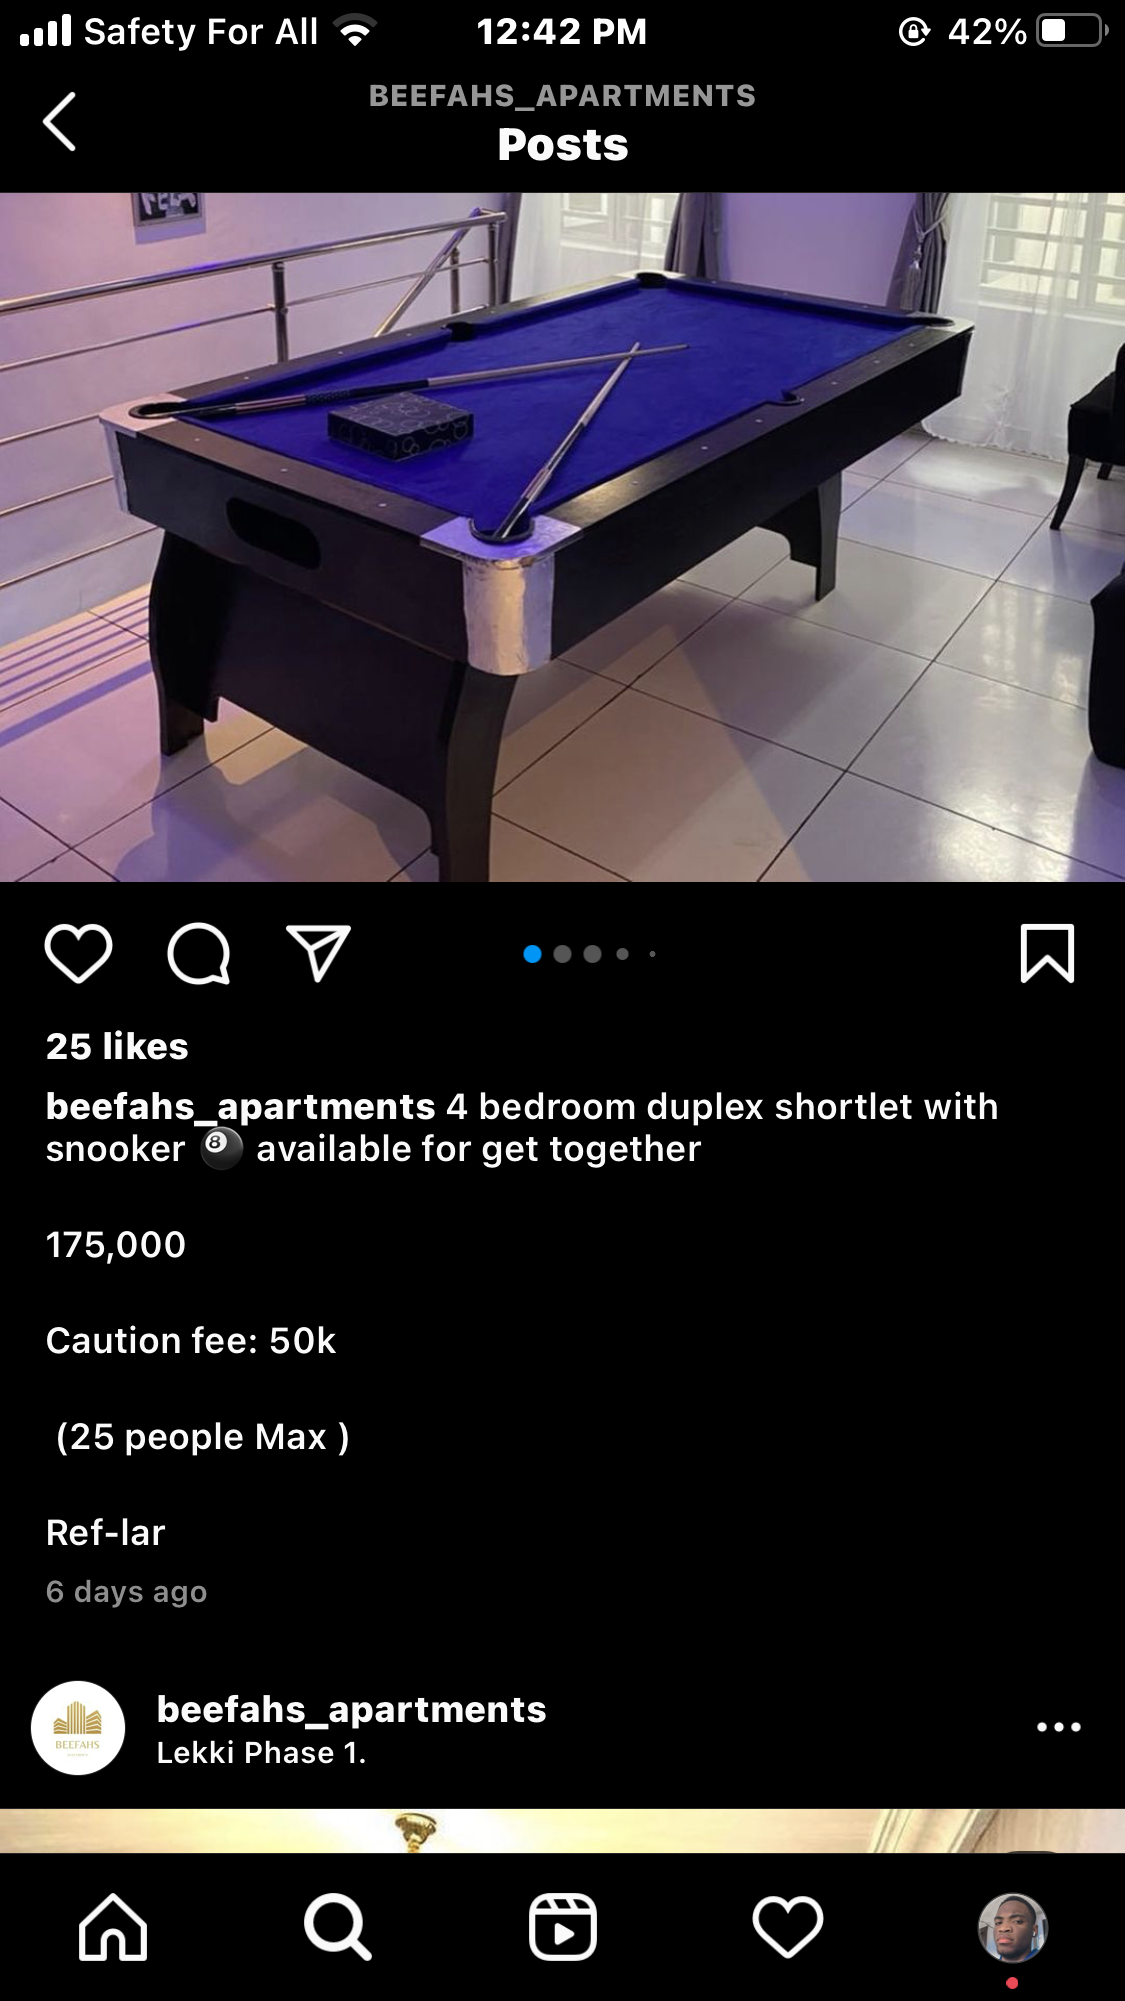 Safety For All 12:42 PM 42%
BEEFAHS_APARTMENTS
Posts
FELA
25 likes
beefahs_apartments 4 bedroom duplex shortlet with
snooker 🎱 available for get together
175,000
Caution fee: 50k
(25 people Max )
Ref-lar
6 days ago
beefahs_apartments
BEEFAHS
Lekki Phase 1.